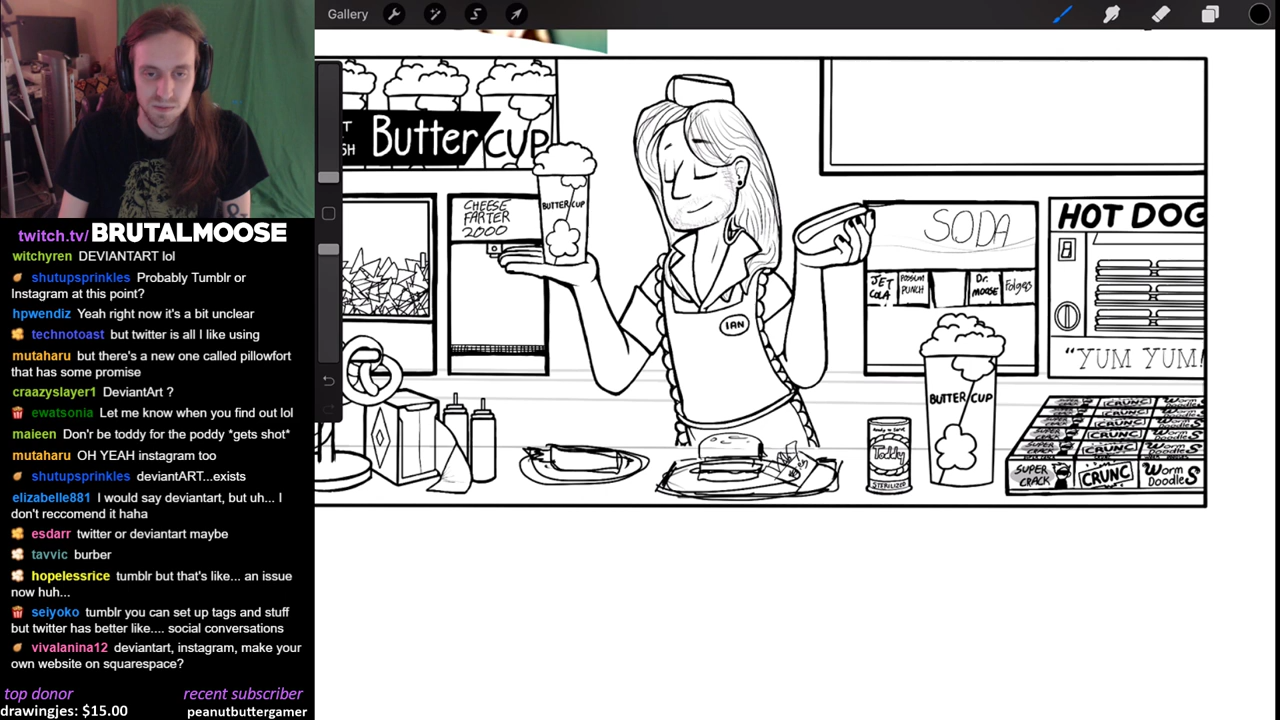 Gallery
Butter CUP
CHEESE
FARTER
2000
BUTTER CUP
IAN
SODA
JET
COLA
POSSUM
PUNCH
Dr.
MOOSE
Folgers
HOT DOG
"YUM YUM!
BUTTER CUP
Teddy
STERILIZED
SUPER
CRACK
CRUNC
Worm
DoodleS
twitch.tv/BRUTALMOOSE
witchyren DEVIANTART lol
shutupsprinkles Probably Tumblr or
Instagram at this point?
hpwendiz Yeah right now it's a bit unclear
technotoast but twitter is all I like using
mutaharu but there's a new one called pillowfort
that has some promise
craazyslayer1 DeviantArt ?
ewatsonia Let me know when you find out lol
maieen Don'r be toddy for the poddy *gets shot*
mutaharu OH YEAH instagram too
shutupsprinkles deviantART...exists
elizabelle881 I would say deviantart, but uh... I
don't reccomend it haha
esdarr twitter or deviantart maybe
tavvic burber
hopelessrice tumblr but that's like... an issue
now huh...
seiyoko tumblr you can set up tags and stuff
but twitter has better like.... social conversations
vivalanina12 deviantart, instagram, make your
own website on squarespace?
top donor
drawingjes: $15.00
recent subscriber
peanutbuttergamer